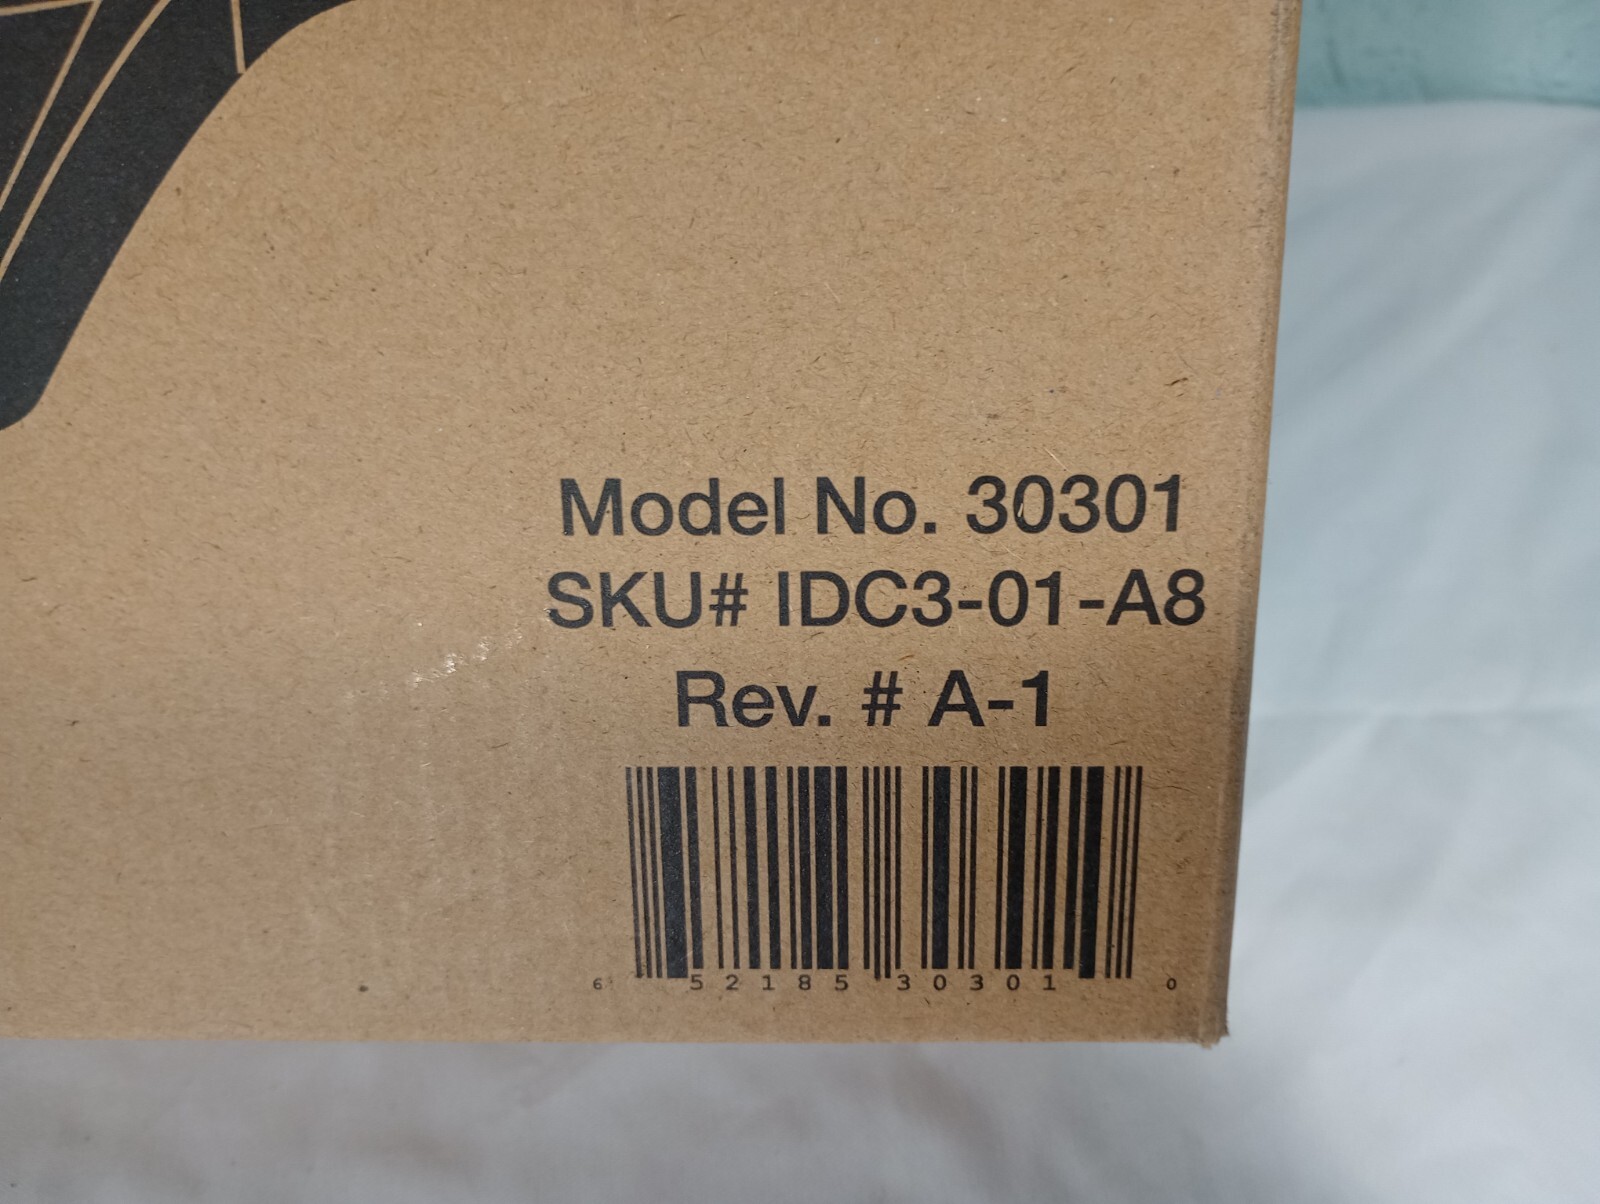 Model No. 30301
SKU# IDC3-01-A8
Rev. # A-1
6 52185 30301 0